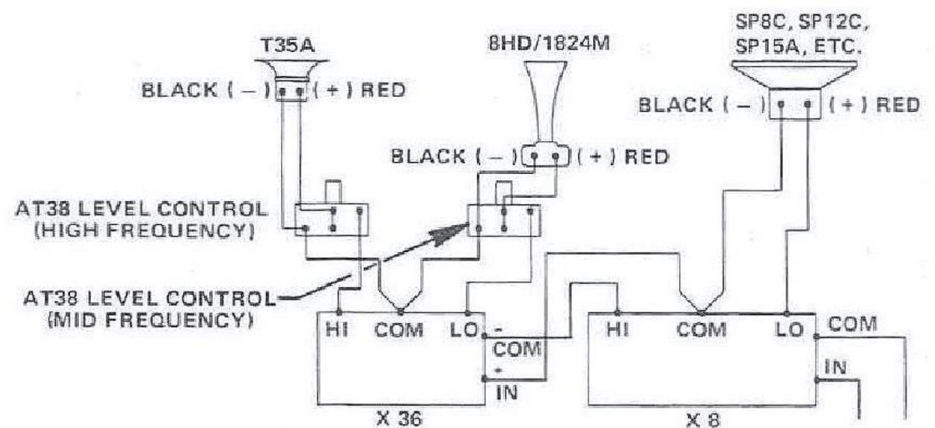 T35A
8HD/1824M
SP8C, SP12C,
SP15A, ETC.
BLACK (-) (+) RED
BLACK (-) (+) RED
BLACK (-) (+) RED
AT38 LEVEL CONTROL
(HIGH FREQUENCY)
AT38 LEVEL CONTROL
(MID FREQUENCY)
HI COM LO
- COM
+ IN
X 36
HI COM LO
COM
IN
X 8